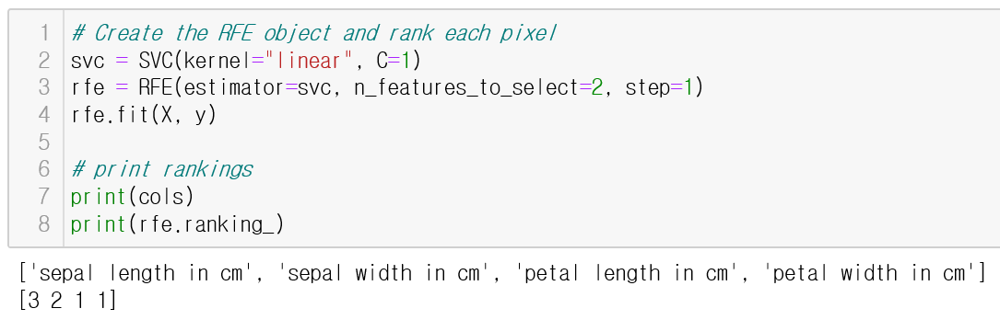 1 # Create the RFE object and rank each pixel
2 svc = SVC(kernel="linear", C=1)
3 rfe = RFE(estimator=svc, n_features_to_select=2, step=1)
4 rfe.fit(X, y)
5
6 # print rankings
7 print(cols)
8 print(rfe.ranking_)
['sepal length in cm', 'sepal width in cm', 'petal length in cm', 'petal width in cm']
[3 2 1 1]